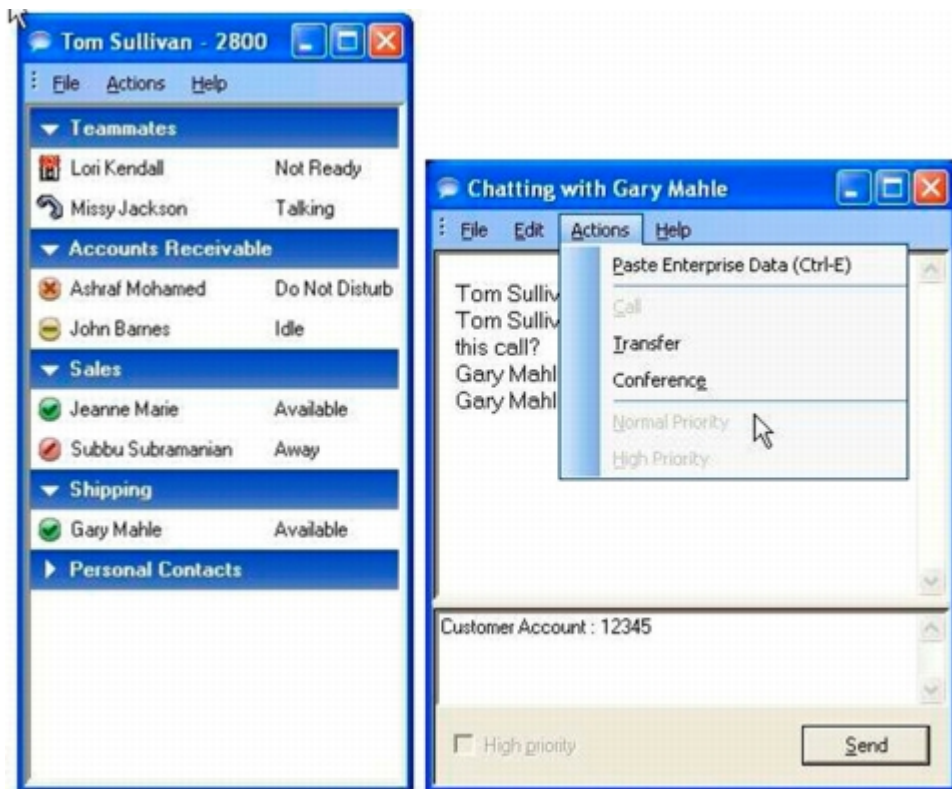 Tom Sullivan - 2800
File Actions Help
Teammates
Lori Kendall Not Ready
Missy Jackson Talking
Accounts Receivable
Ashraf Mohamed Do Not Disturb
John Barnes Idle
Sales
Jeanne Marie Available
Subbu Subramanian Away
Shipping
Gary Mahle Available
Personal Contacts
Chatting with Gary Mahle
File Edit Actions Help
Paste Enterprise Data (Ctrl-E)
Call
Transfer
Conference
Normal Priority
High Priority
Tom Sulliv
Tom Sulliv
this call?
Gary Mahl
Gary Mahl
Customer Account : 12345
High priority
Send